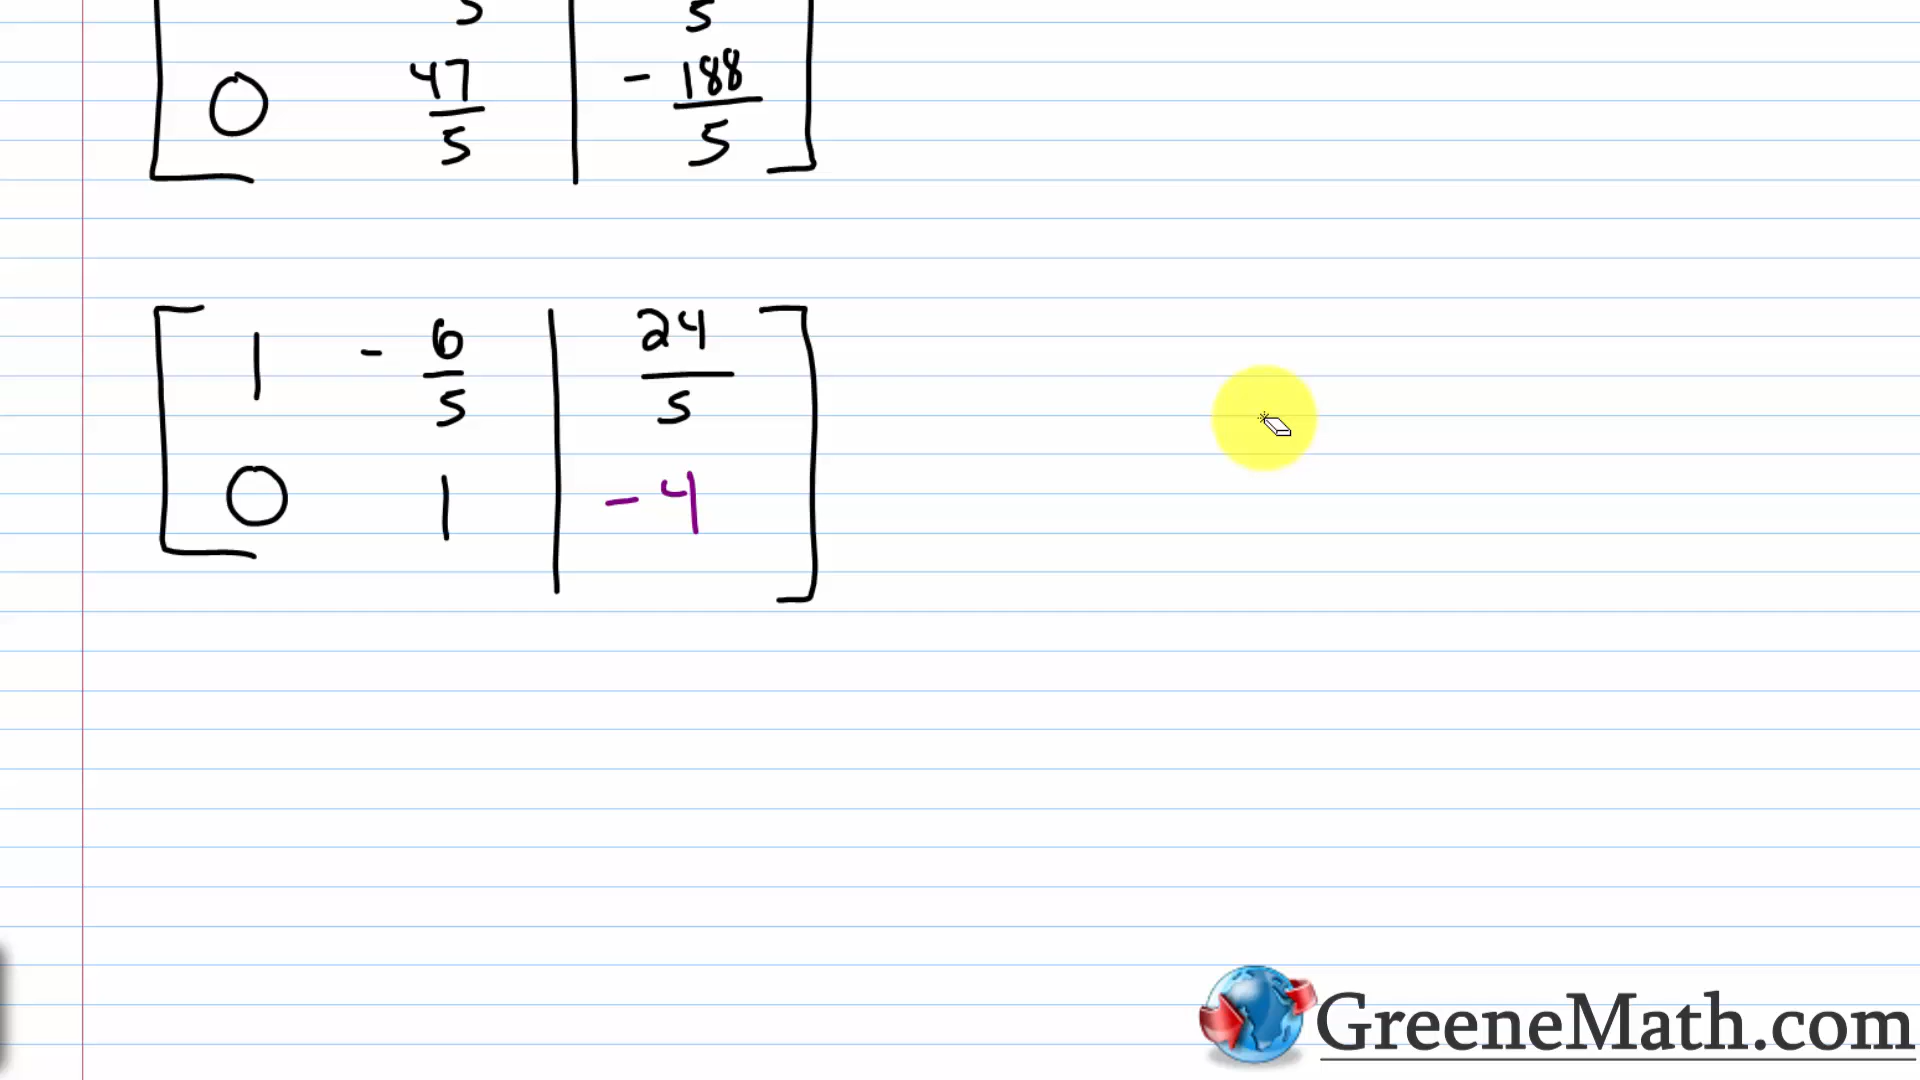 5 5
0 47/5 | - 188/5
1 - 6/5 | 24/5
0 1 | - 4
GreeneMath.com